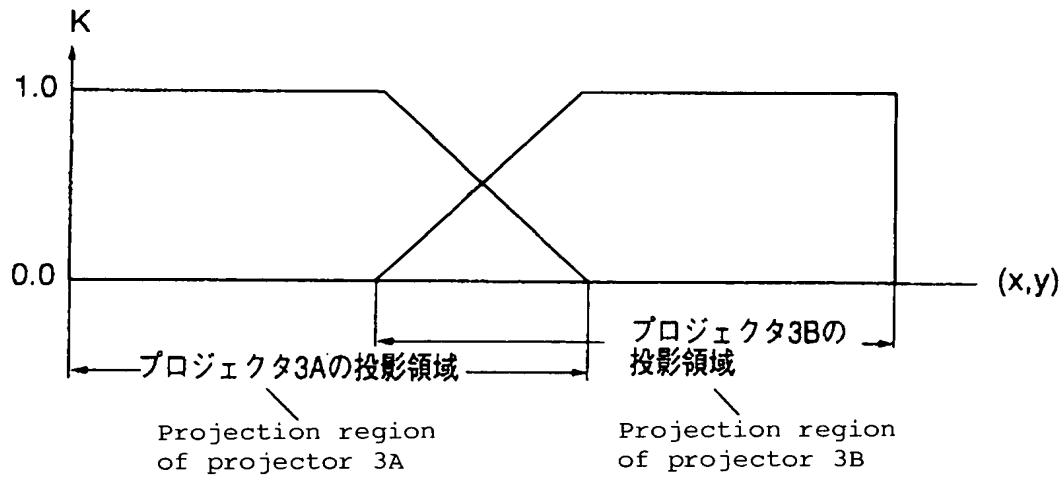 K
1.0
0.0
(x,y)
プロジェクタ3Bの
投影領域
プロジェクタ3Aの投影領域
Projection region
of projector 3A
Projection region
of projector 3B